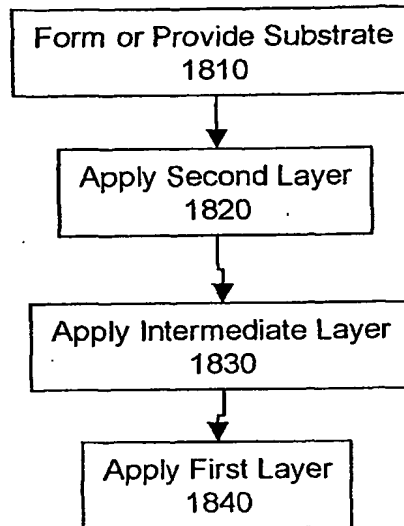 Form or Provide Substrate
1810
Apply Second Layer
1820
Apply Intermediate Layer
1830
Apply First Layer
1840